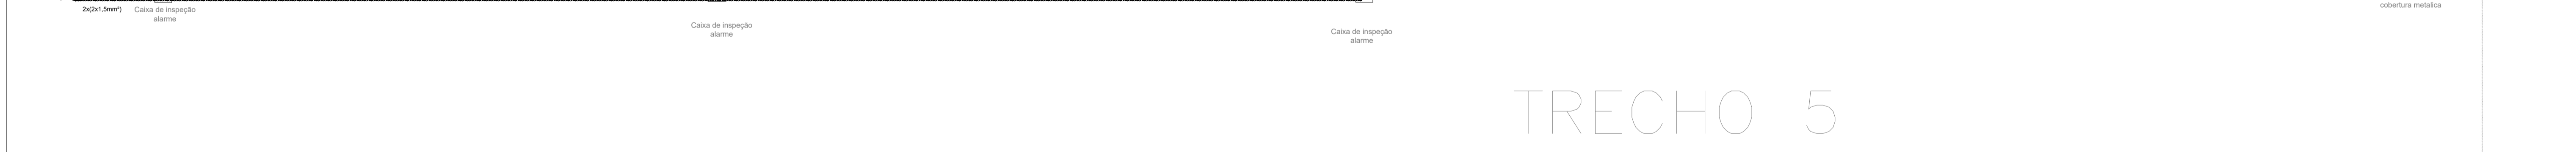 2x(2x1,5mm²)
Caixa de inspeção
alarme
Caixa de inspeção
alarme
Caixa de inspeção
alarme
cobertura metalica
TRECHO 5